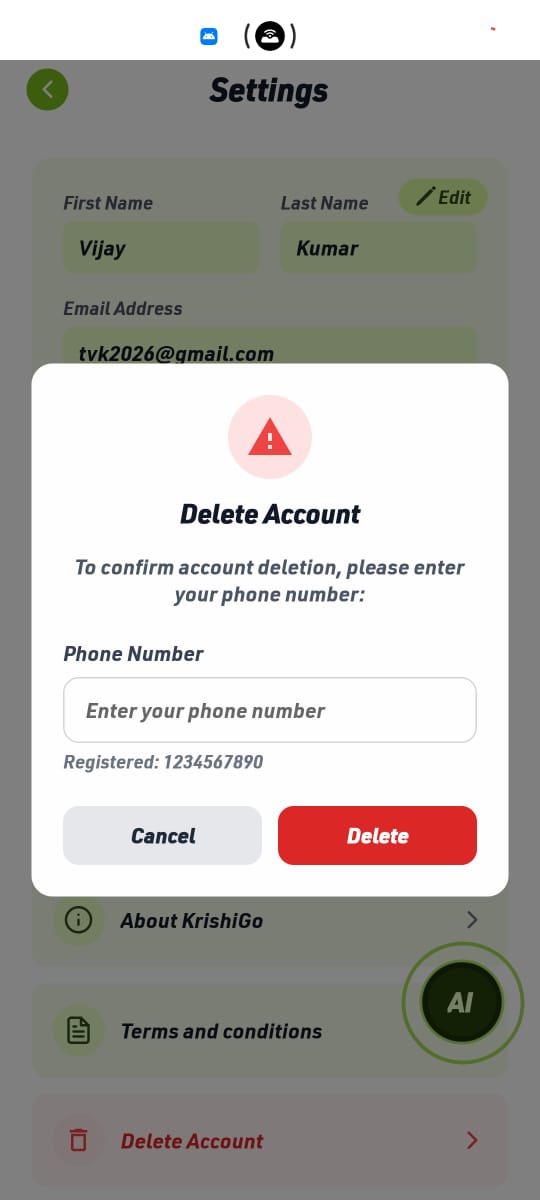 Settings
First Name
Last Name
Edit
Vijay
Kumar
Email Address
tvk2026@gmail.com
Delete Account
To confirm account deletion, please enter
your phone number:
Phone Number
Enter your phone number
Registered: 1234567890
Cancel
Delete
About KrishiGo
AI
Terms and conditions
Delete Account